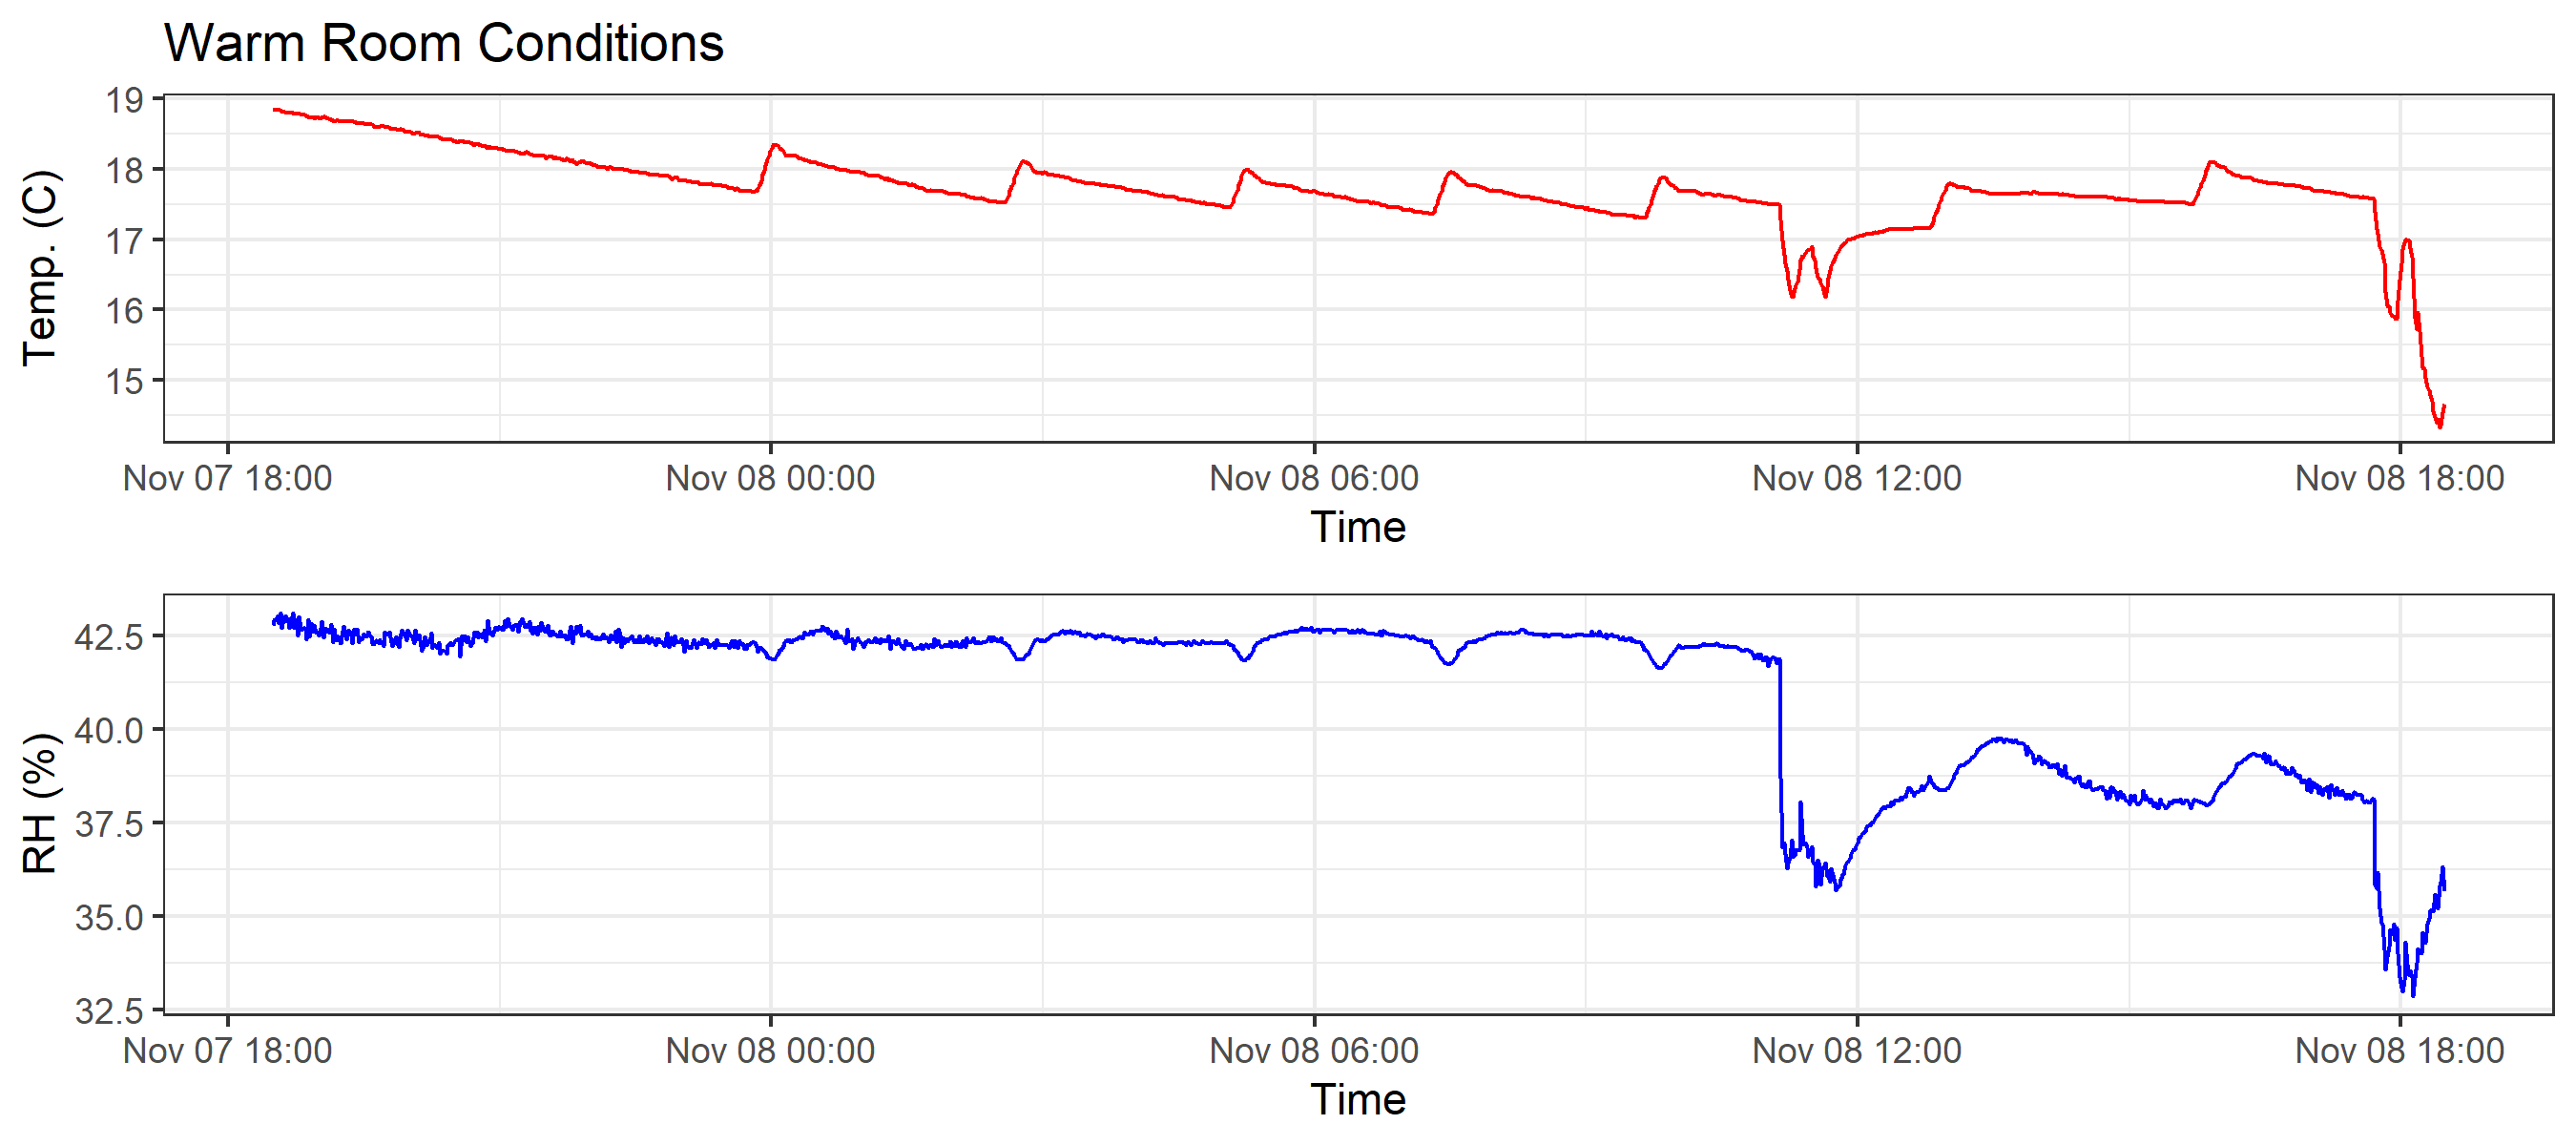 Warm Room Conditions
Temp. (C)
19
18
17
16
15
Nov 07 18:00 Nov 08 00:00 Nov 08 06:00 Nov 08 12:00 Nov 08 18:00
Time
RH (%)
42.5
40.0
37.5
35.0
32.5
Nov 07 18:00 Nov 08 00:00 Nov 08 06:00 Nov 08 12:00 Nov 08 18:00
Time